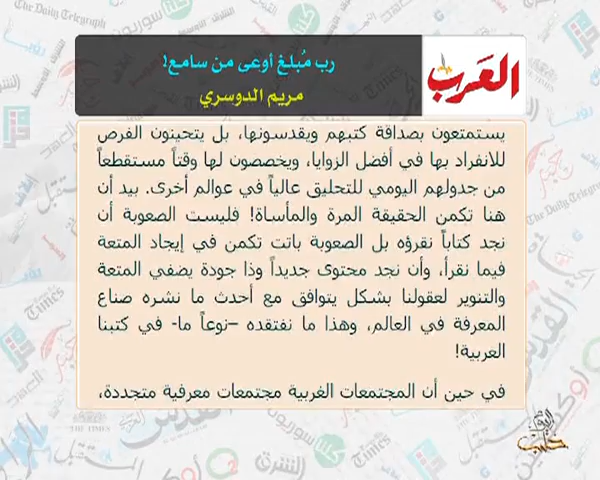 العرب
رب مُبلغ أوعى من سامع!
مريم الدوسري
يستمتعون بصداقة كتبهم ويقدسونها، بل يتحينون الفرص
للانفراد بها في أفضل الزوايا، ويخصصون لها وقتاً مستقطعاً
من جدولهم اليومي للتحليق عالياً في عوالم أخرى. بيد أن
هنا تكمن الحقيقة المرة والمأساة! فليست الصعوبة أن
نجد كتاباً نقرؤه بل الصعوبة باتت تكمن في إيجاد المتعة
فيما نقرأ، وأن نجد محتوى جديداً وذا جودة يضفي المتعة
والتنوير لعقولنا بشكل يتوافق مع أحدث ما نشره صناع
المعرفة في العالم، وهذا ما نفتقده –نوعاً ما- في كتبنا
العربية!
في حين أن المجتمعات الغربية مجتمعات معرفية متجددة،